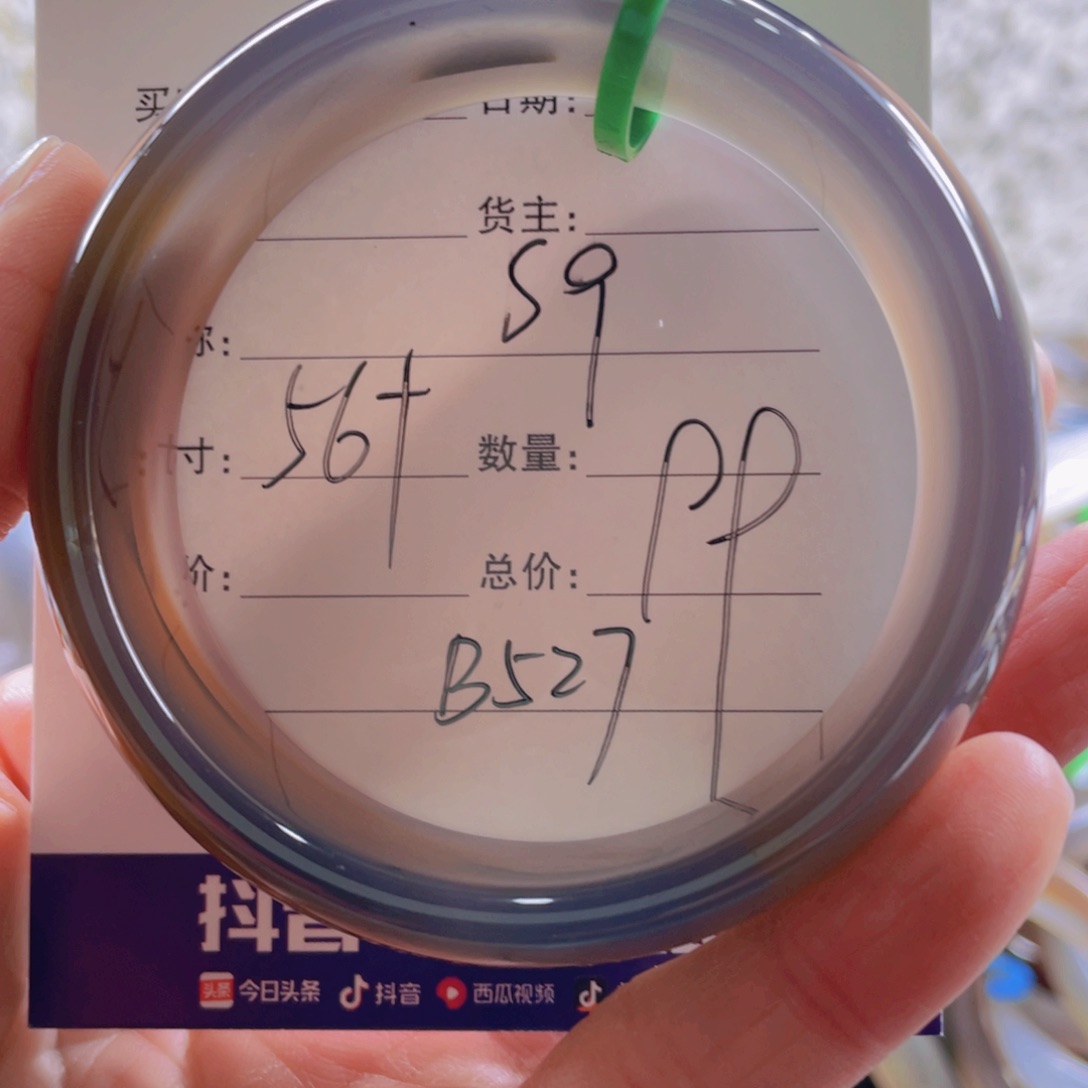 买 日期:
货主:
S9
称:
56+
寸: 数量:
PP
价: 总价:
B527
抖音
头条 今日头条 抖音 西瓜视频